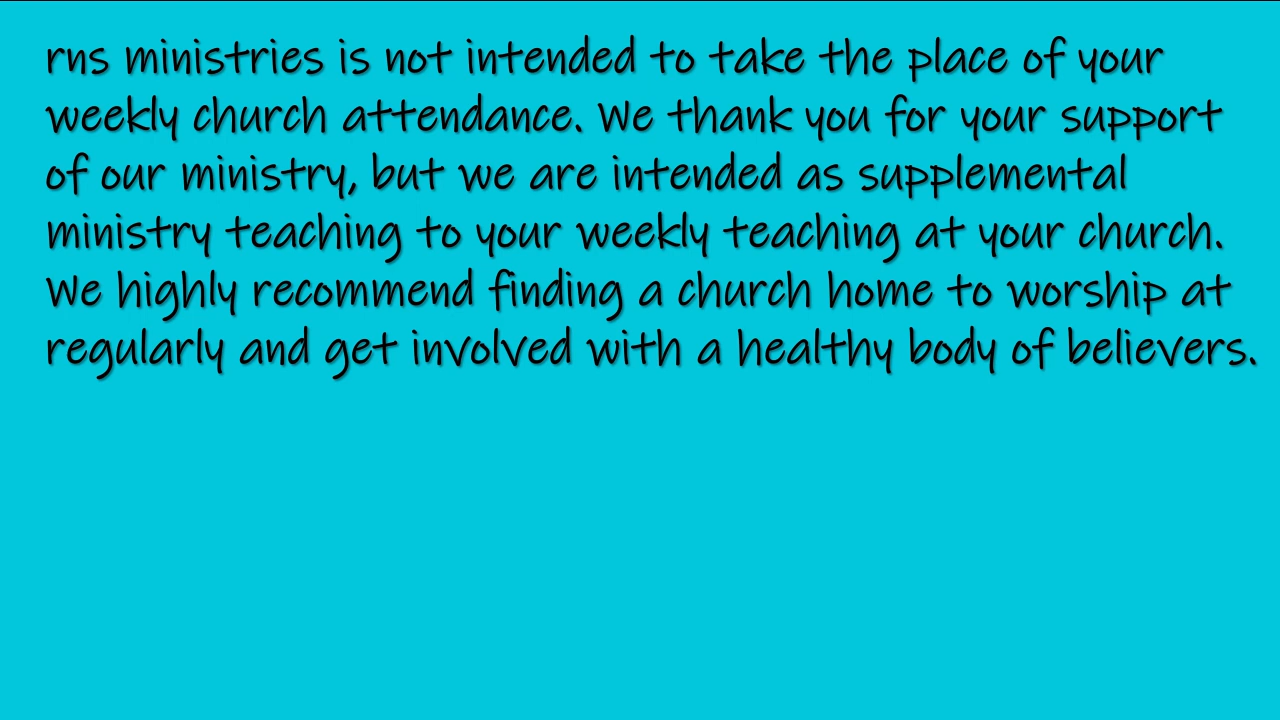 rns ministries is not intended to take the place of your
weekly church attendance. We thank you for your support
of our ministry, but we are intended as supplemental
ministry teaching to your weekly teaching at your church.
We highly recommend finding a church home to worship at
regularly and get involved with a healthy body of believers.